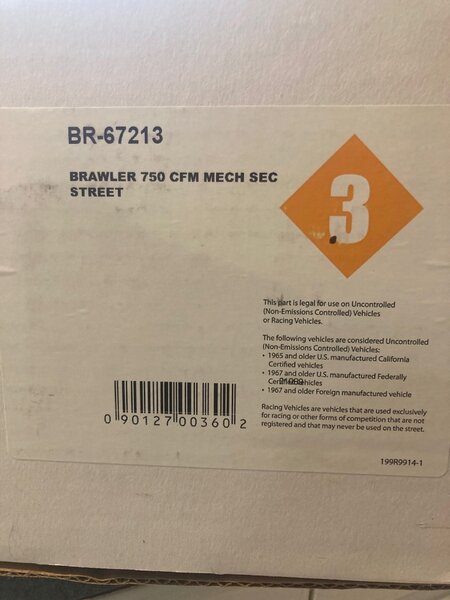 BR-67213
BRAWLER 750 CFM MECH SEC
STREET
3
This part is legal for use on Uncontrolled
(Non-Emissions Controlled) Vehicles
or Racing Vehicles.
The following vehicles are considered Uncontrolled
(Non-Emissions Controlled) Vehicles:
• 1965 and older U.S. manufactured California
Certified vehicles
• 1967 and older U.S. manufactured Federally
vehicles
• 1967 and older Foreign manufactured vehicle
Racing Vehicles are vehicles that are used exclusively
for racing or other forms of competition that are not
registered and that may never be used on the street.
0 90127 00360 2
199R9914-1